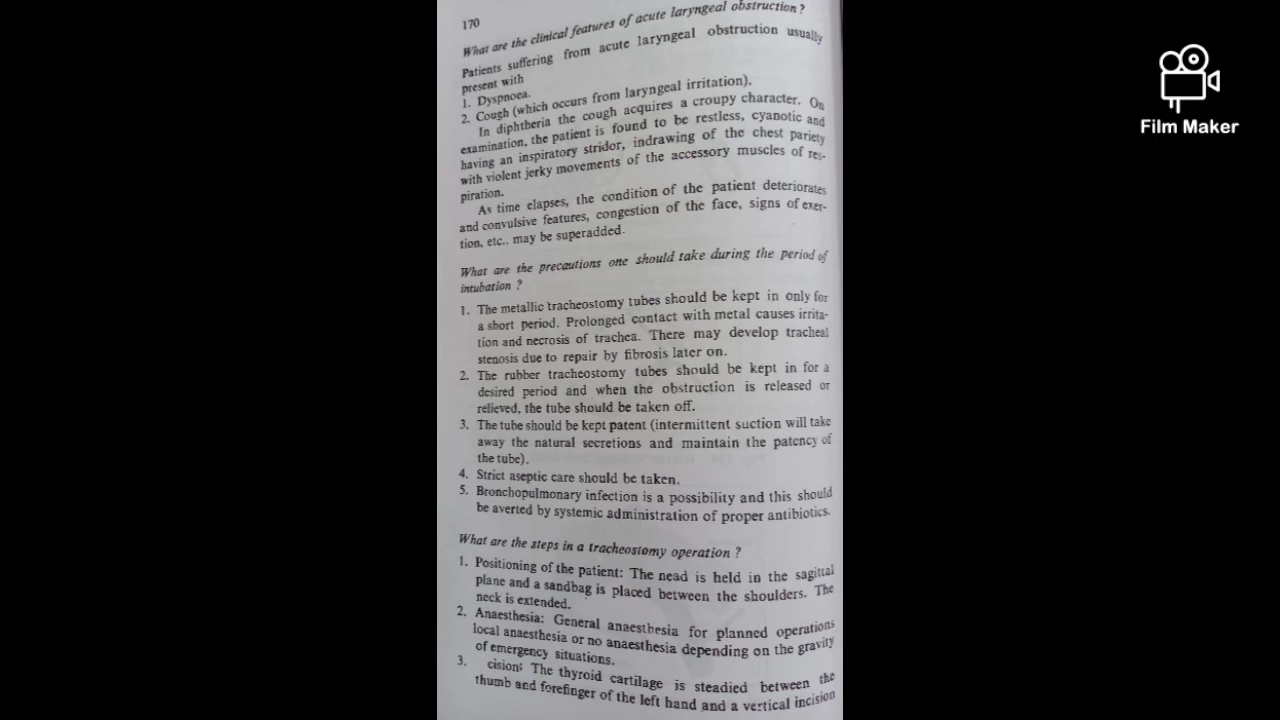 170
What are the clinical features of acute laryngeal obstruction ?
Patients suffering from acute laryngeal obstruction usually
present with
1. Dyspnoea.
2. Cough (which occurs from laryngeal irritation).
In diphtheria the cough acquires a croupy character. On
examination, the patient is found to be restless, cyanotic and
having an inspiratory stridor, indrawing of the chest pariety
with violent jerky movements of the accessory muscles of res-
piration.
As time elapses, the condition of the patient deteriorates
and convulsive features, congestion of the face, signs of exer-
tion, etc., may be superadded.
What are the precautions one should take during the period of
intubation ?
1. The metallic tracheostomy tubes should be kept in only for
a short period. Prolonged contact with metal causes irrita-
tion and necrosis of trachea. There may develop tracheal
stenosis due to repair by fibrosis later on.
2. The rubber tracheostomy tubes should be kept in for a
desired period and when the obstruction is released or
relieved, the tube should be taken off.
3. The tube should be kept patent (intermittent suction will take
away the natural secretions and maintain the patency of
the tube).
4. Strict aseptic care should be taken.
5. Bronchopulmonary infection is a possibility and this should
be averted by systemic administration of proper antibiotics.
What are the steps in a tracheostomy operation ?
1. Positioning of the patient: The nead is held in the sagittal
plane and a sandbag is placed between the shoulders. The
neck is extended.
2. Anaesthesia: General anaesthesia for planned operations
local anaesthesia or no anaesthesia depending on the gravity
of emergency situations.
3. cision: The thyroid cartilage is steadied between the
thumb and forefinger of the left hand and a vertical incision
Film Maker